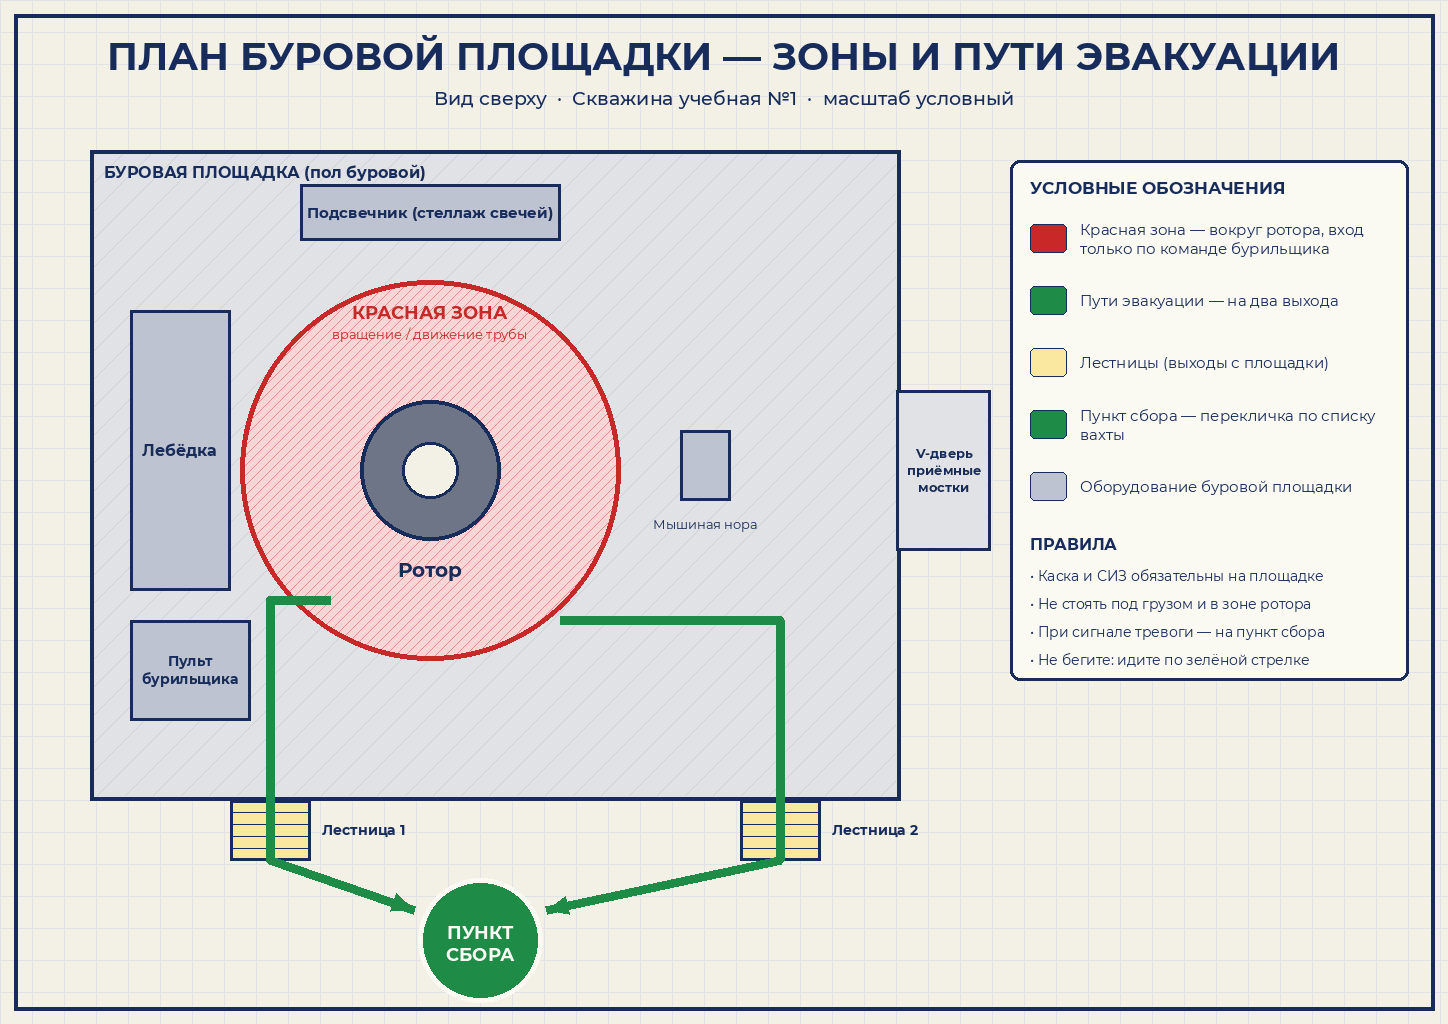 ПЛАН БУРОВОЙ ПЛОЩАДКИ — ЗОНЫ И ПУТИ ЭВАКУАЦИИ
Вид сверху · Скважина учебная №1 · масштаб условный
БУРОВАЯ ПЛОЩАДКА (пол буровой)
Подсвечник (стеллаж свечей)
КРАСНАЯ ЗОНА
вращение / движение трубы
Лебёдка
Ротор
Мышиная нора
V-дверь
приёмные
мостки
Пульт
бурильщика
Лестница 1
Лестница 2
ПУНКТ
СБОРА
УСЛОВНЫЕ ОБОЗНАЧЕНИЯ
Красная зона — вокруг ротора, вход
только по команде бурильщика
Пути эвакуации — на два выхода
Лестницы (выходы с площадки)
Пункт сбора — перекличка по списку
вахты
Оборудование буровой площадки
ПРАВИЛА
· Каска и СИЗ обязательны на площадке
· Не стоять под грузом и в зоне ротора
· При сигнале тревоги — на пункт сбора
· Не бегите: идите по зелёной стрелке